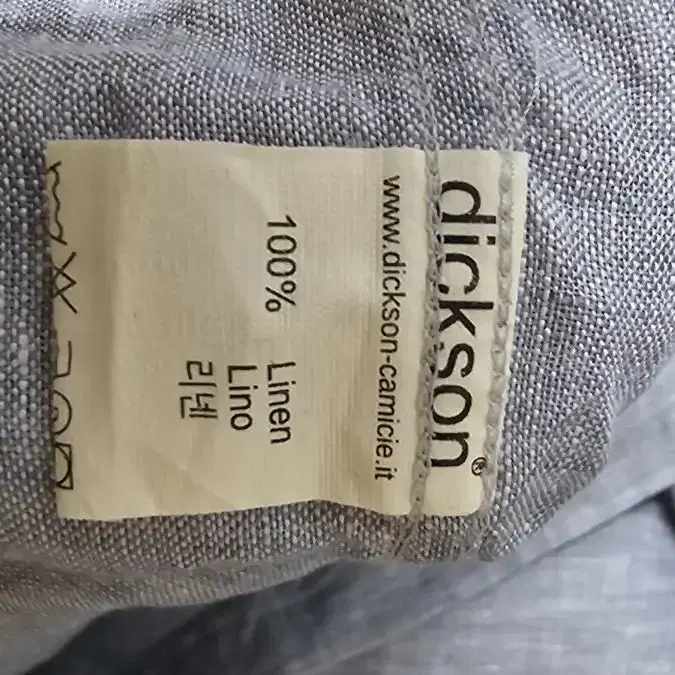 dickson®
www.dickson-camicie.it
100% Linen
Lino
리넨